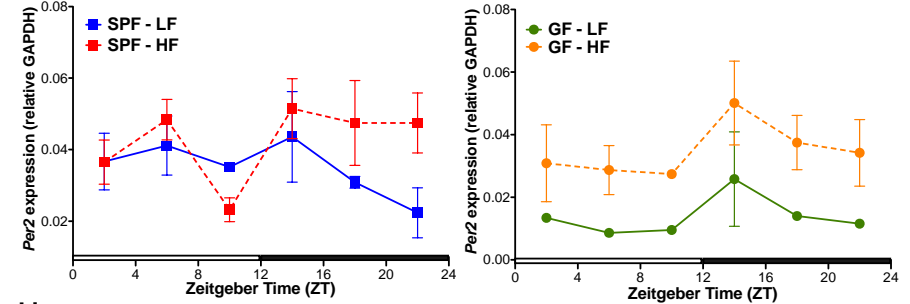 Per2 expression (relative GAPDH)
0.08
0.06
0.04
0.02
SPF - LF
SPF - HF
0 4 8 12 16 20 24
Zeitgeber Time (ZT)
Per2 expression (relative GAPDH)
0.08
0.06
0.04
0.02
0.00
GF - LF
GF - HF
0 4 8 12 16 20 24
Zeitgeber Time (ZT)